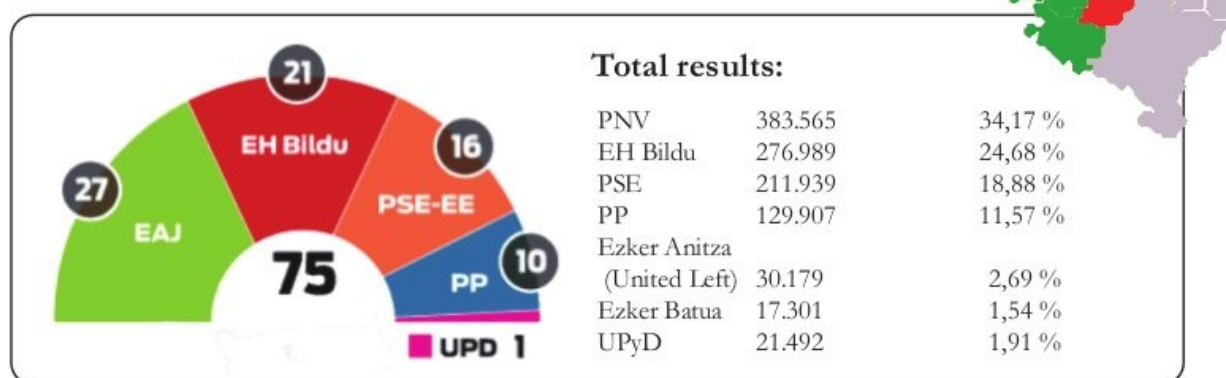 21
EH Bildu
16
27
PSE-EE
EAJ
75
10
PP
UPD 1
Total results:
PNV 383.565 34,17 %
EH Bildu 276.989 24,68 %
PSE 211.939 18,88 %
PP 129.907 11,57 %
Ezker Anitza
(United Left) 30.179 2,69 %
Ezker Batua 17.301 1,54 %
UPyD 21.492 1,91 %